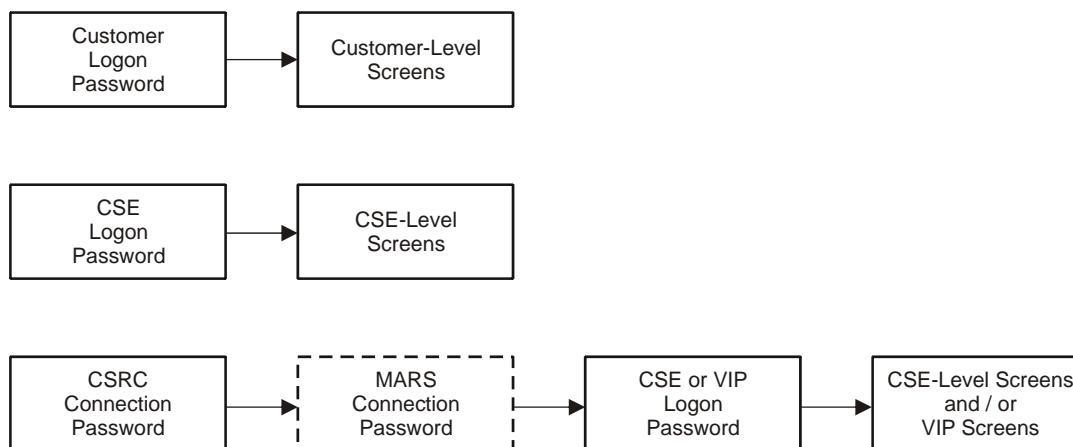 Customer
Logon
Password
Customer-Level
Screens
CSE
Logon
Password
CSE-Level
Screens
CSRC
Connection
Password
MARS
Connection
Password
CSE or VIP
Logon
Password
CSE-Level Screens
and / or
VIP Screens